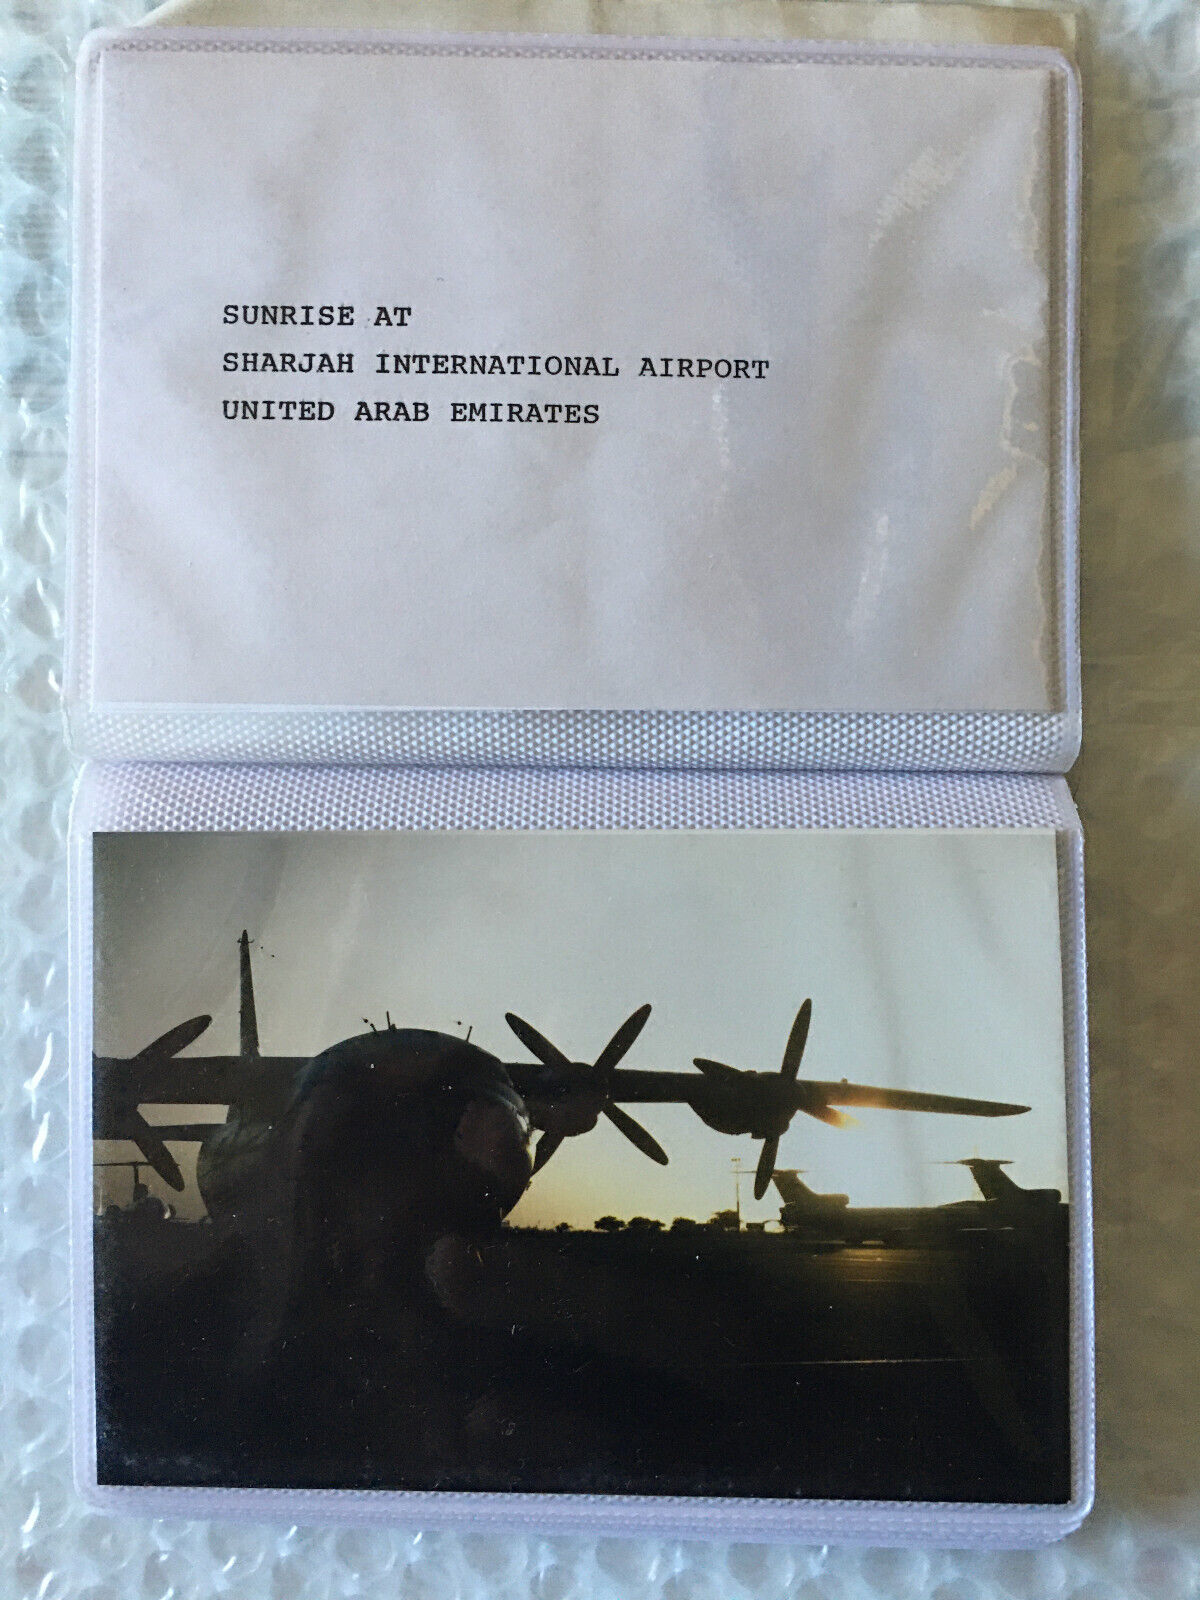 SUNRISE AT
SHARJAH INTERNATIONAL AIRPORT
UNITED ARAB EMIRATES